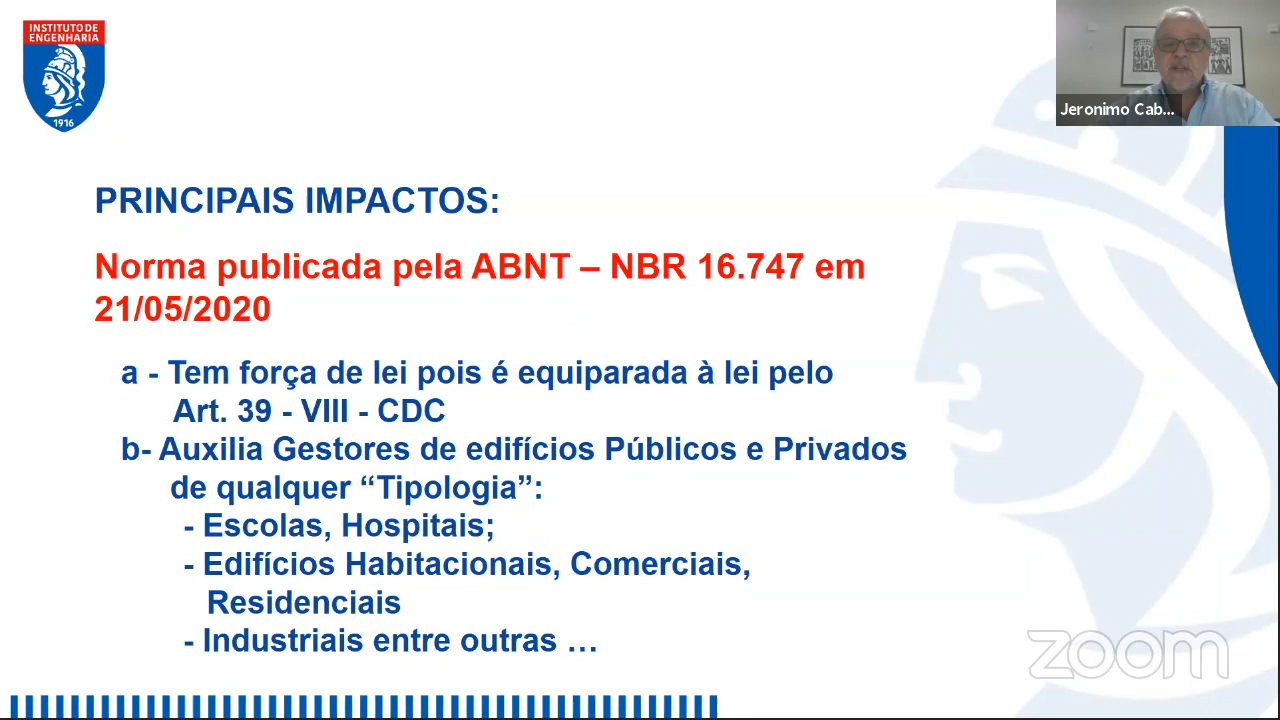 INSTITUTO DE
ENGENHARIA
1916
Jeronimo Cab...
PRINCIPAIS IMPACTOS:
Norma publicada pela ABNT – NBR 16.747 em
21/05/2020
a - Tem força de lei pois é equiparada à lei pelo
Art. 39 - VIII - CDC
b- Auxilia Gestores de edifícios Públicos e Privados
de qualquer “Tipologia”:
- Escolas, Hospitais;
- Edifícios Habitacionais, Comerciais,
Residenciais
- Industriais entre outras …
zoom